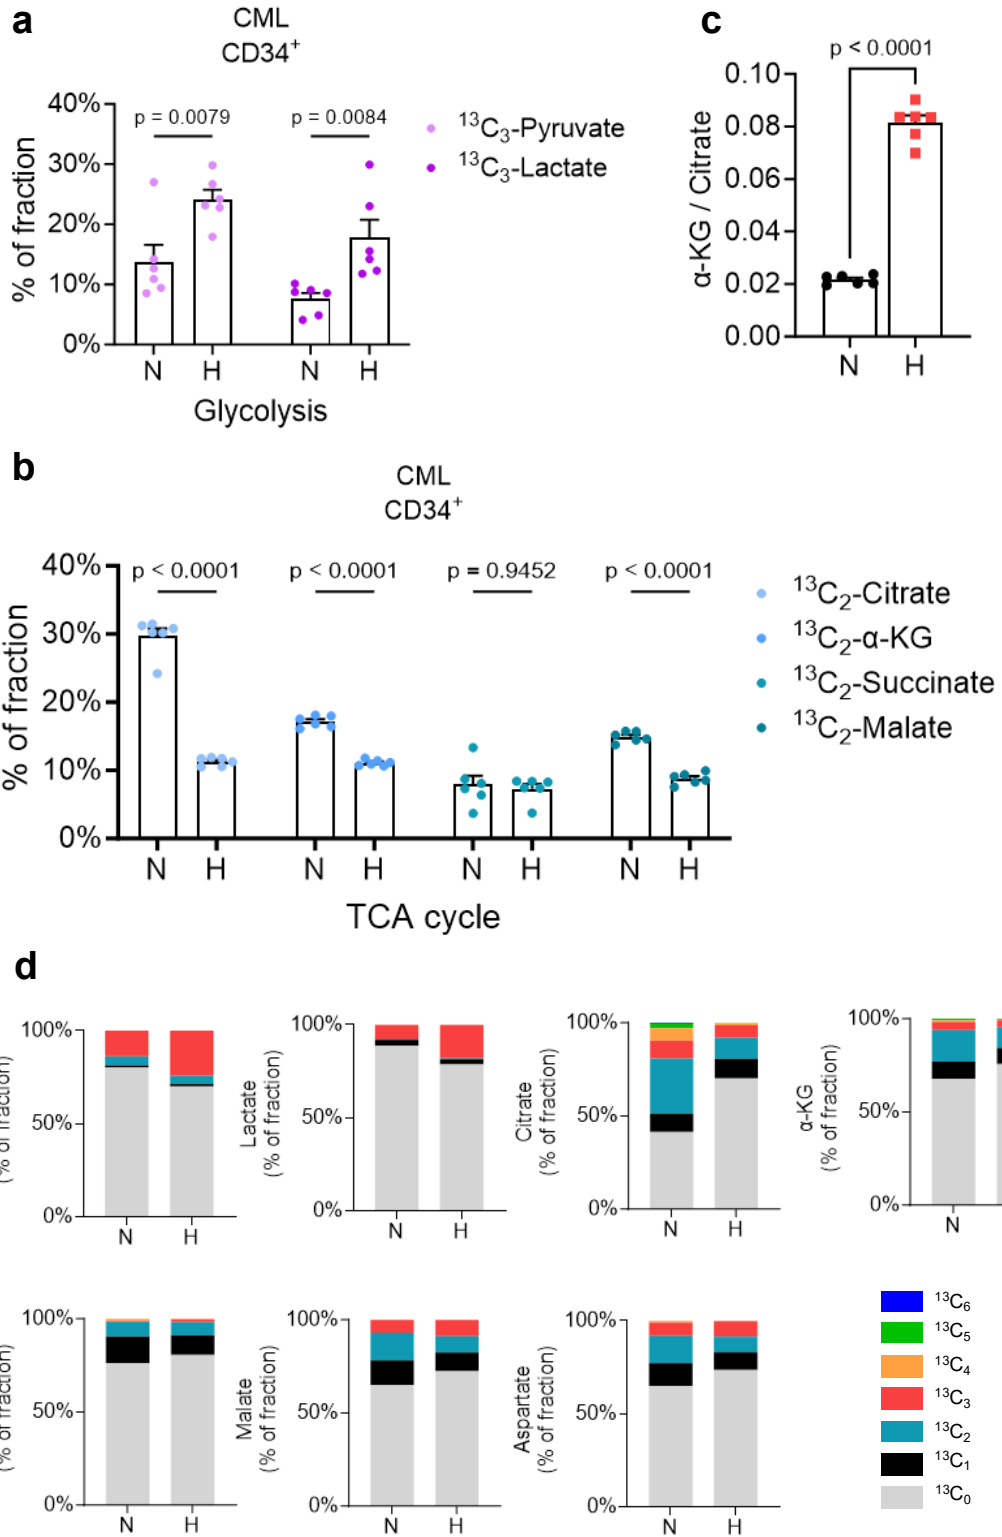 a
CML
CD34+
40%
30%
20%
10%
0%
% of fraction
p = 0.0079
p = 0.0084
N
H
N
H
Glycolysis
13C3-Pyruvate
13C3-Lactate
c
p < 0.0001
0.10
0.08
0.06
0.04
0.02
0.00
α-KG / Citrate
N
H
b
CML
CD34+
40%
30%
20%
10%
0%
% of fraction
p < 0.0001
p < 0.0001
p = 0.9452
p < 0.0001
N
H
N
H
N
H
N
H
TCA cycle
13C2-Citrate
13C2-α-KG
13C2-Succinate
13C2-Malate
d
(% of fraction)
100%
50%
0%
N
H
Lactate
(% of fraction)
100%
50%
0%
N
H
Citrate
(% of fraction)
100%
50%
0%
N
H
α-KG
(% of fraction)
100%
50%
0%
N
(% of fraction)
100%
50%
0%
N
H
Malate
(% of fraction)
100%
50%
0%
N
H
Aspartate
(% of fraction)
100%
50%
0%
N
H
13C6
13C5
13C4
13C3
13C2
13C1
13C0